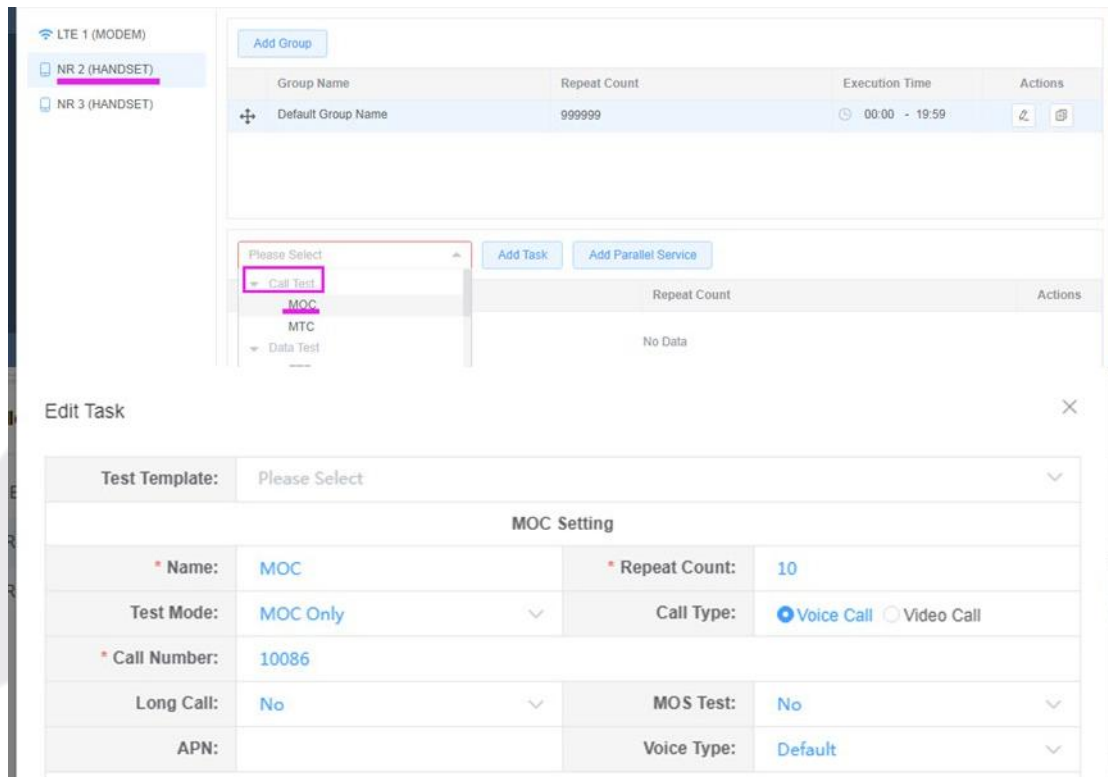 LTE 1 (MODEM)
NR 2 (HANDSET)
NR 3 (HANDSET)
Add Group
Group Name Repeat Count Execution Time Actions
Default Group Name 999999 00:00 - 19:59
Please Select Add Task Add Parallel Service
Call Test
Repeat Count Actions
MOC
MTC
No Data
Data Test
Edit Task
Test Template: Please Select
MOC Setting
* Name: MOC * Repeat Count: 10
Test Mode: MOC Only Call Type: Voice Call Video Call
* Call Number: 10086
Long Call: No MOS Test: No
APN: Voice Type: Default